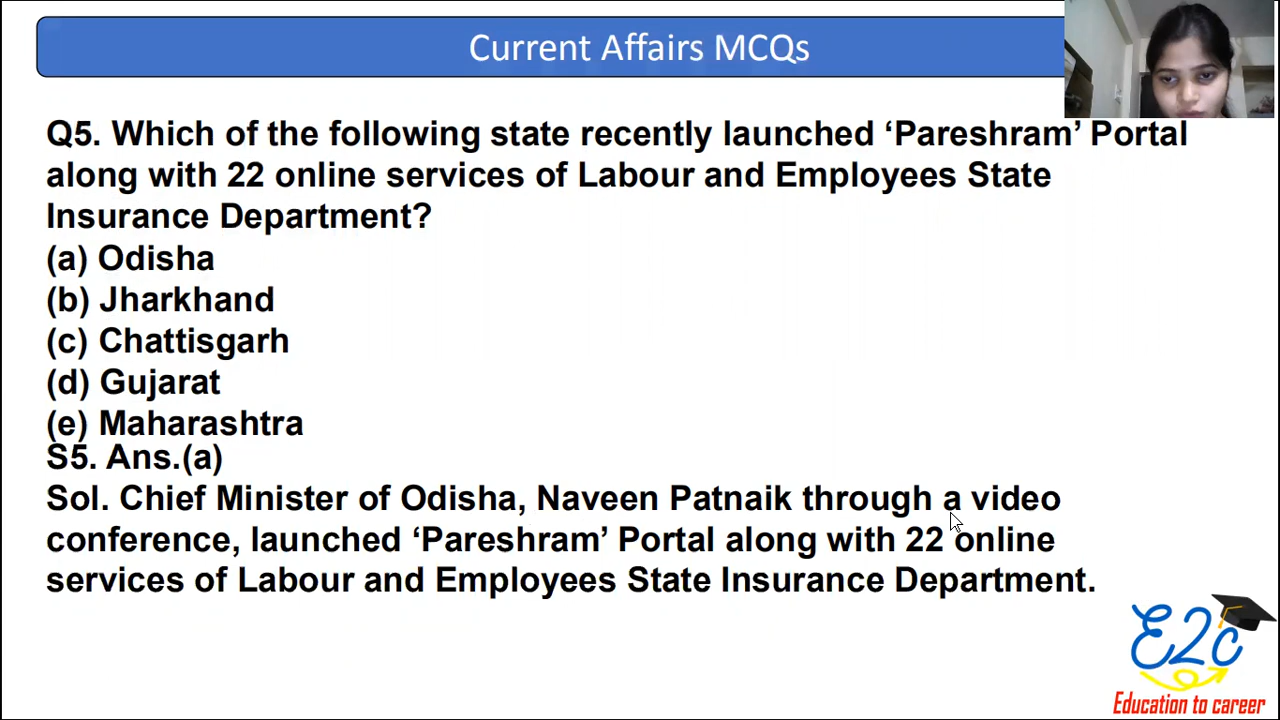 Current Affairs MCQs
Q5. Which of the following state recently launched ‘Pareshram’ Portal
along with 22 online services of Labour and Employees State
Insurance Department?
(a) Odisha
(b) Jharkhand
(c) Chattisgarh
(d) Gujarat
(e) Maharashtra
S5. Ans.(a)
Sol. Chief Minister of Odisha, Naveen Patnaik through a video
conference, launched ‘Pareshram’ Portal along with 22 online
services of Labour and Employees State Insurance Department.
E2c
Education to career